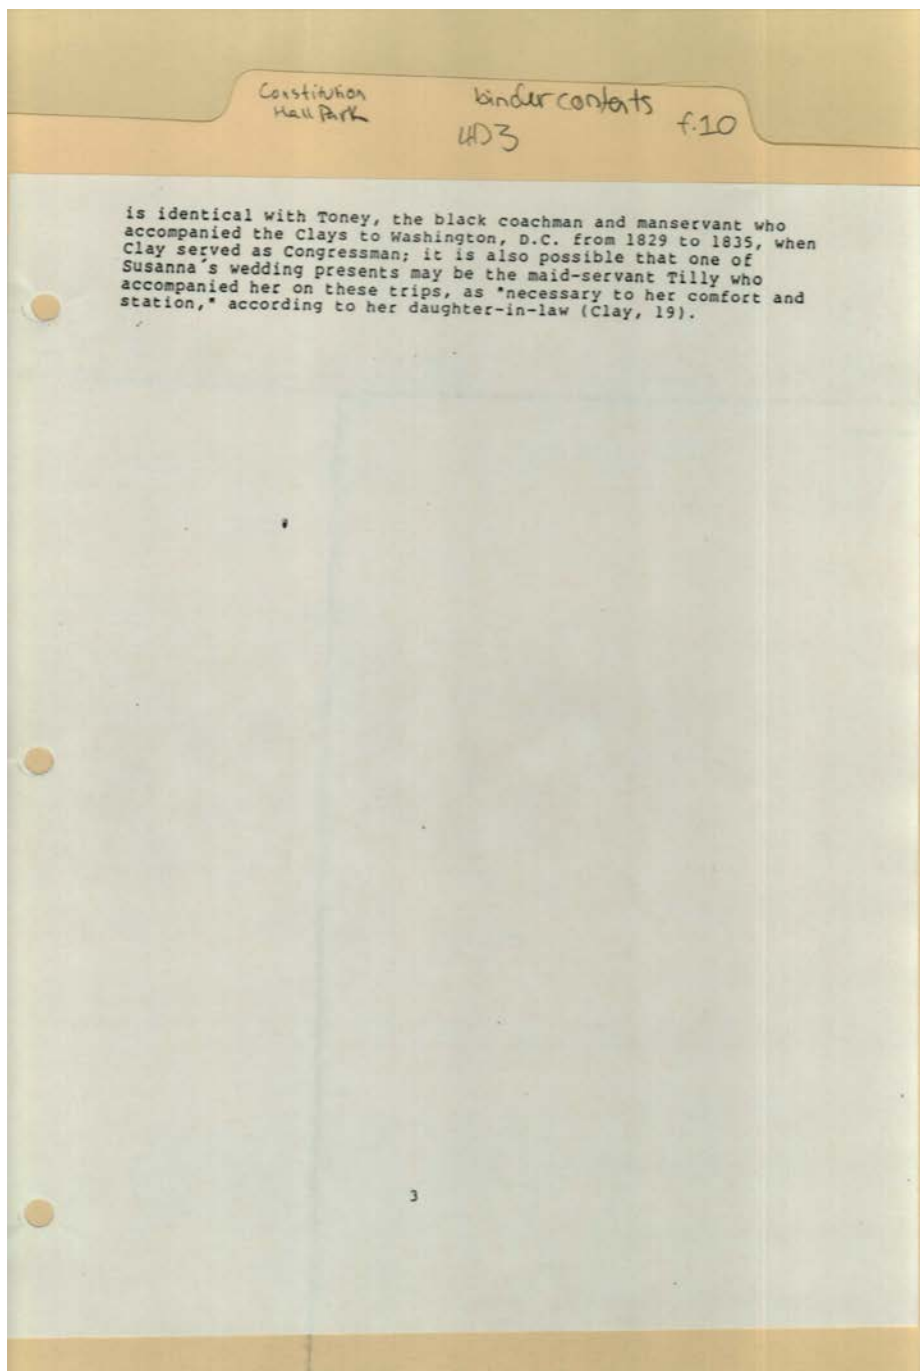 Constitution
Hall Park
binder contents
4D3
f.10
is identical with Toney, the black coachman and manservant who
accompanied the Clays to Washington, D.C. from 1829 to 1835, when
Clay served as Congressman; it is also possible that one of
Susanna's wedding presents may be the maid-servant Tilly who
accompanied her on these trips, as "necessary to her comfort and
station," according to her daughter-in-law (Clay, 19).
3